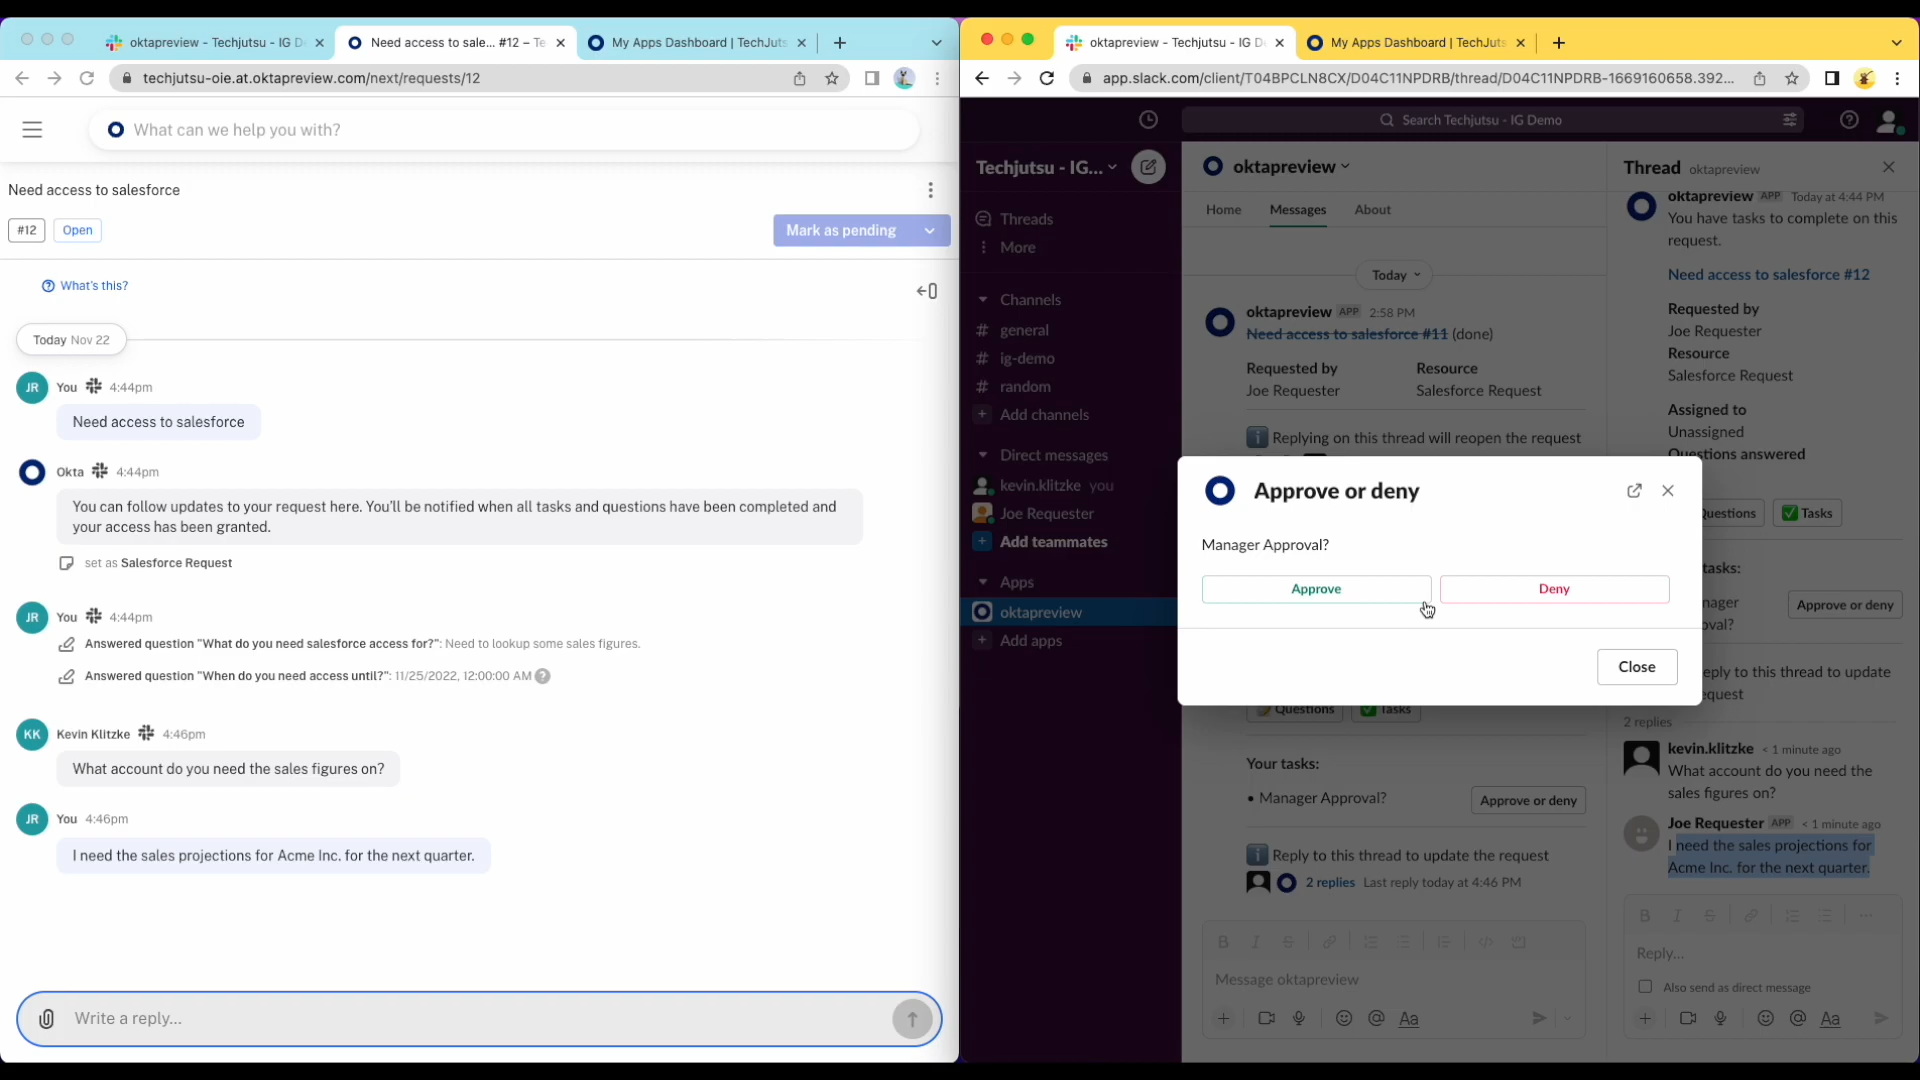 oktapreview - Techjutsu - IG D
Need access to sale... #12 – Te
My Apps Dashboard | TechJuts
techjutsu-oie.at.oktapreview.com/next/requests/12
What can we help you with?
Need access to salesforce
#12
Open
Mark as pending
What's this?
Today Nov 22
JR You 4:44pm
Need access to salesforce
Okta 4:44pm
You can follow updates to your request here. You'll be notified when all tasks and questions have been completed and
your access has been granted.
set as Salesforce Request
JR You 4:44pm
Answered question "What do you need salesforce access for?": Need to lookup some sales figures.
Answered question "When do you need access until?": 11/25/2022, 12:00:00 AM ?
KK Kevin Klitzke 4:46pm
What account do you need the sales figures on?
JR You 4:46pm
I need the sales projections for Acme Inc. for the next quarter.
Write a reply...
oktapreview - Techjutsu - IG D
My Apps Dashboard | TechJuts
app.slack.com/client/T04BPCLN8CX/D04C11NPDRB/thread/D04C11NPDRB-1669160658.392...
Search Techjutsu - IG Demo
Techjutsu - IG...
Threads
More
Channels
# general
# ig-demo
# random
+ Add channels
Direct messages
kevin.klitzke you
Joe Requester
+ Add teammates
Apps
oktapreview
+ Add apps
oktapreview
Home
Messages
About
Today
oktapreview APP 2:58 PM
Need access to salesforce #11 (done)
Requested by
Joe Requester
Resource
Salesforce Request
Replying on this thread will reopen the request
Approve or deny
Manager Approval?
Approve
Deny
Close
Questions
Tasks
Your tasks:
• Manager Approval?
Approve or deny
Reply to this thread to update the request
2 replies Last reply today at 4:46 PM
Message oktapreview
Thread oktapreview
oktapreview APP Today at 4:44 PM
You have tasks to complete on this
request.
Need access to salesforce #12
Requested by
Joe Requester
Resource
Salesforce Request
Assigned to
Unassigned
Questions answered
uestions
Tasks
tasks:
nager
oval?
Approve or deny
eply to this thread to update
equest
2 replies
kevin.klitzke < 1 minute ago
What account do you need the
sales figures on?
Joe Requester APP < 1 minute ago
I need the sales projections for
Acme Inc. for the next quarter.
Reply...
Also send as direct message